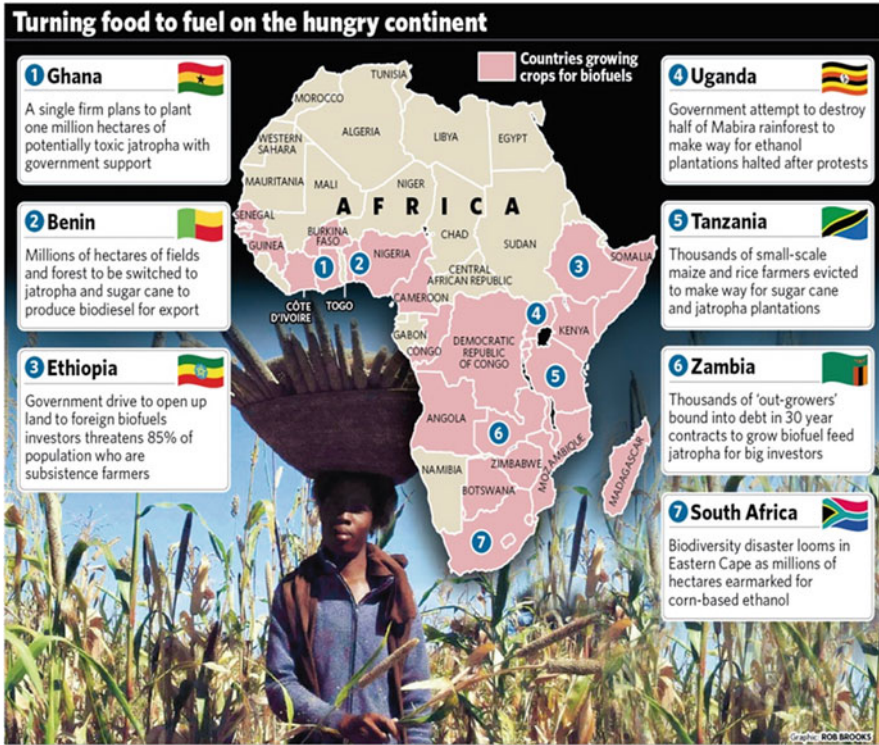 Turning food to fuel on the hungry continent
1 Ghana
A single firm plans to plant
one million hectares of
potentially toxic jatropha with
government support
2 Benin
Millions of hectares of fields
and forest to be switched to
jatropha and sugar cane to
produce biodiesel for export
3 Ethiopia
Government drive to open up
land to foreign biofuels
investors threatens 85% of
population who are
subsistence farmers
Countries growing
crops for biofuels
TUNISIA
MOROCCO
ALGERIA
LIBYA
EGYPT
WESTERN
SAHARA
MAURITANIA
MALI
NIGER
AFRICA
SENEGAL
BURKINA
FASO
CHAD
SUDAN
GUINEA
1
2
NIGERIA
3
SOMALIA
CENTRAL
AFRICAN REPUBLIC
CÔTE
D'IVOIRE
TOGO
CAMEROON
4
GABON
CONGO
DEMOCRATIC
REPUBLIC
OF CONGO
KENYA
5
ANGOLA
6
ZIMBABWE
MOZAMBIQUE
MADAGASCAR
NAMIBIA
BOTSWANA
7
4 Uganda
Government attempt to destroy
half of Mabira rainforest to
make way for ethanol
plantations halted after protests
5 Tanzania
Thousands of small-scale
maize and rice farmers evicted
to make way for sugar cane
and jatropha plantations
6 Zambia
Thousands of ‘out-growers’
bound into debt in 30 year
contracts to grow biofuel feed
jatropha for big investors
7 South Africa
Biodiversity disaster looms in
Eastern Cape as millions of
hectares earmarked for
corn-based ethanol
Graphic: ROB BROOKS